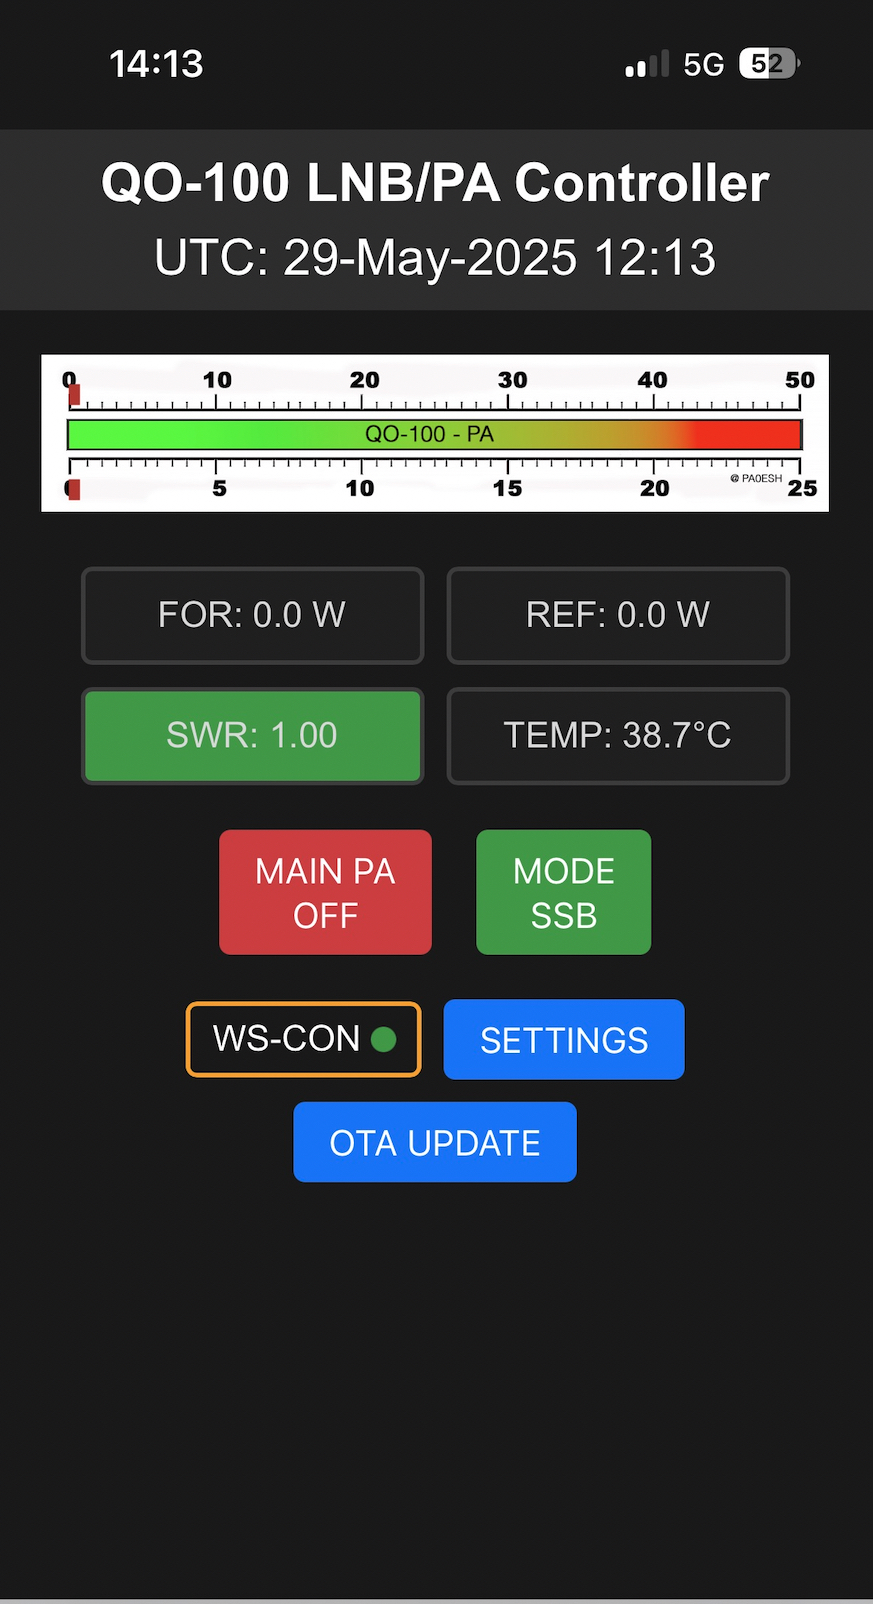 14:13
5G 52
QO-100 LNB/PA Controller
UTC: 29-May-2025 12:13
0 10 20 30 40 50
QO-100 - PA
@ PA0ESH
0 5 10 15 20 25
FOR: 0.0 W
REF: 0.0 W
SWR: 1.00
TEMP: 38.7°C
MAIN PA
OFF
MODE
SSB
WS-CON
SETTINGS
OTA UPDATE